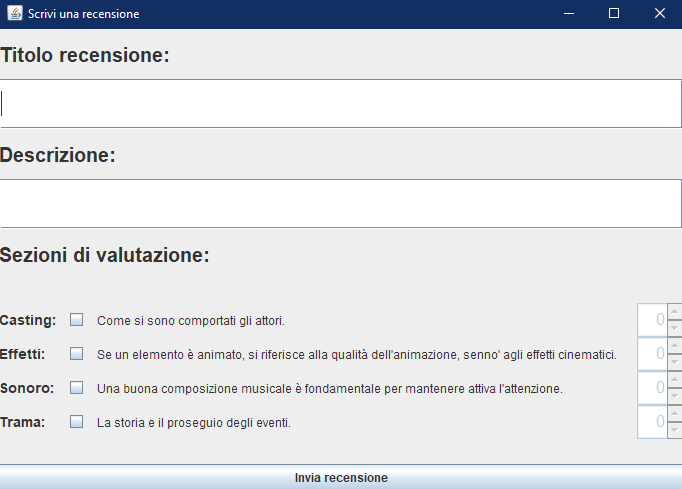 Scrivi una recensione
Titolo recensione:
Descrizione:
Sezioni di valutazione:
Casting: Come si sono comportati gli attori. 0
Effetti: Se un elemento è animato, si riferisce alla qualità dell'animazione, senno' agli effetti cinematici. 0
Sonoro: Una buona composizione musicale è fondamentale per mantenere attiva l'attenzione. 0
Trama: La storia e il proseguio degli eventi. 0
Invia recensione